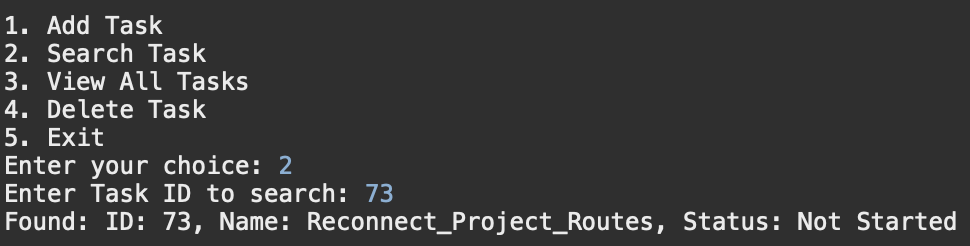 1. Add Task
2. Search Task
3. View All Tasks
4. Delete Task
5. Exit
Enter your choice: 2
Enter Task ID to search: 73
Found: ID: 73, Name: Reconnect_Project_Routes, Status: Not Started